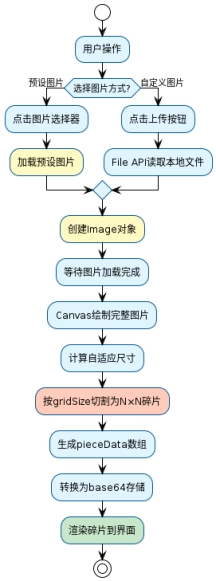 用户操作
选择图片方式?
预设图片
自定义图片
点击图片选择器
点击上传按钮
加载预设图片
File API读取本地文件
创建Image对象
等待图片加载完成
Canvas绘制完整图片
计算自适应尺寸
按gridSize切割为N×N碎片
生成pieceData数组
转换为base64存储
渲染碎片到界面